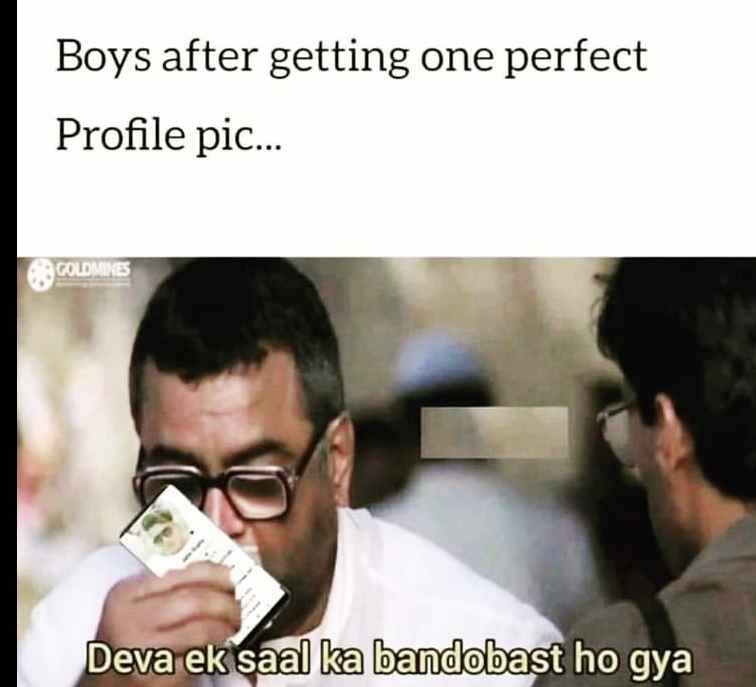 Boys after getting one perfect
Profile pic...
GOLDMINES
Deva ek saal ka bandobast ho gya